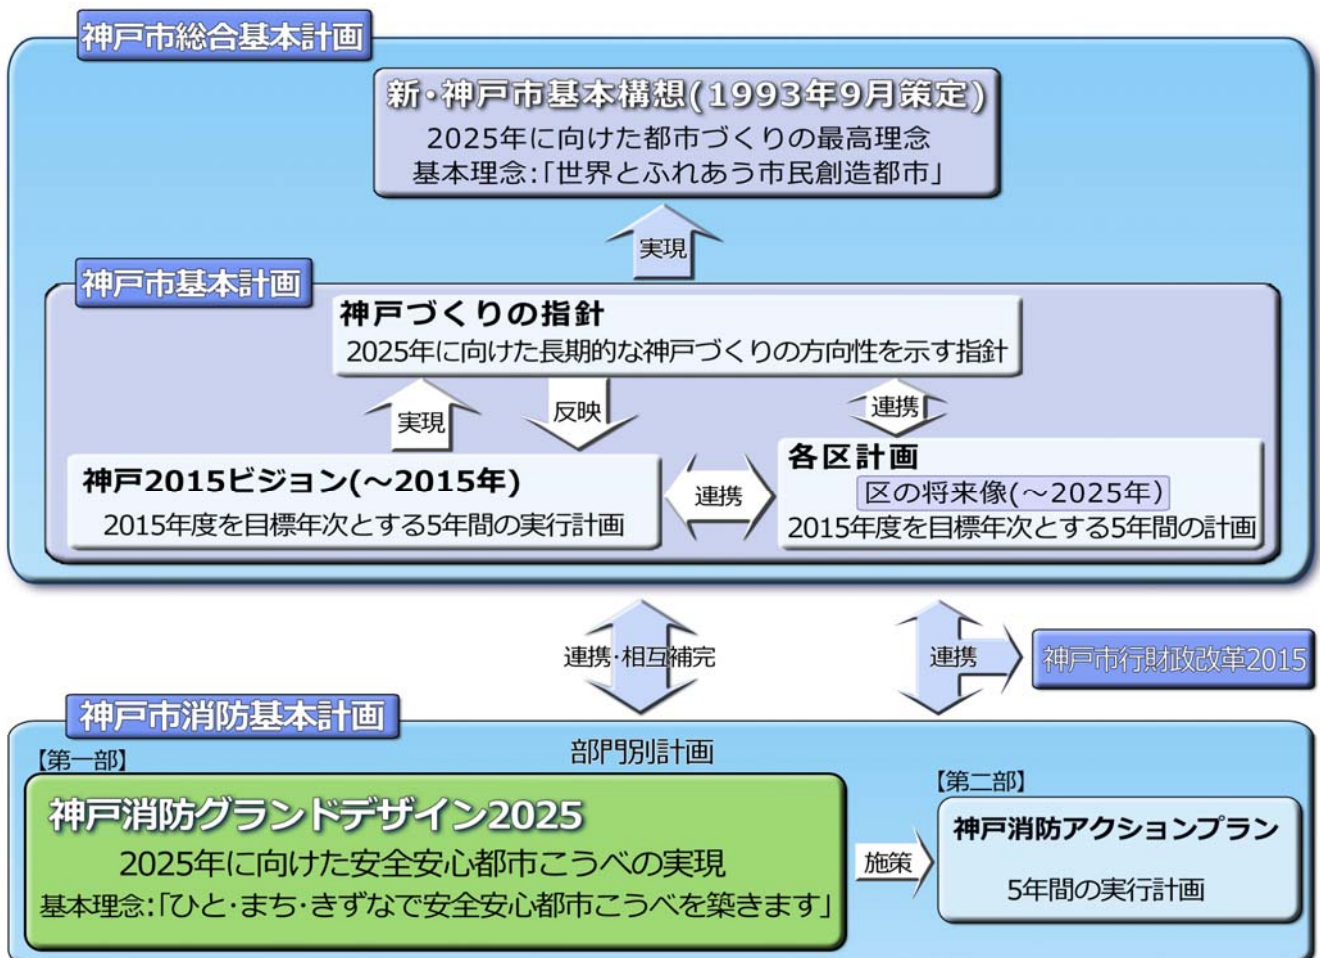 神戸市総合基本計画
新・神戸市基本構想(1993年9月策定)
2025年に向けた都市づくりの最高理念
基本理念:「世界とふれあう市民創造都市」
実現
神戸市基本計画
神戸づくりの指針
2025年に向けた長期的な神戸づくりの方向性を示す指針
実現
反映
連携
神戸2015ビジョン(～2015年)
2015年度を目標年次とする5年間の実行計画
連携
各区計画
区の将来像(～2025年)
2015年度を目標年次とする5年間の計画
連携・相互補完
連携
神戸市行財政改革2015
神戸市消防基本計画
部門別計画
【第一部】
神戸消防グランドデザイン2025
2025年に向けた安全安心都市こうべの実現
基本理念:「ひと・まち・きずなで安全安心都市こうべを築きます」
施策
【第二部】
神戸消防アクションプラン
5年間の実行計画